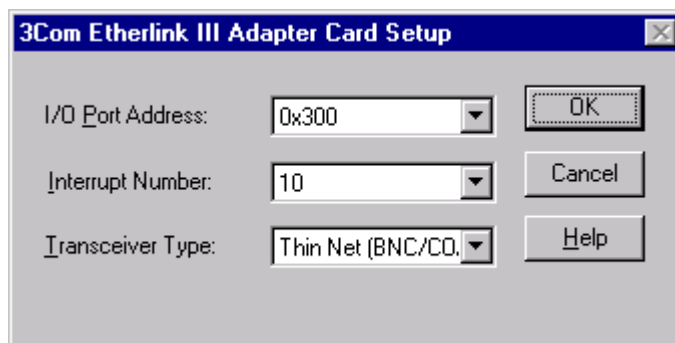 3Com Etherlink III Adapter Card Setup
I/O Port Address: 0x300 OK
Interrupt Number: 10 Cancel
Transceiver Type: Thin Net (BNC/CO. Help